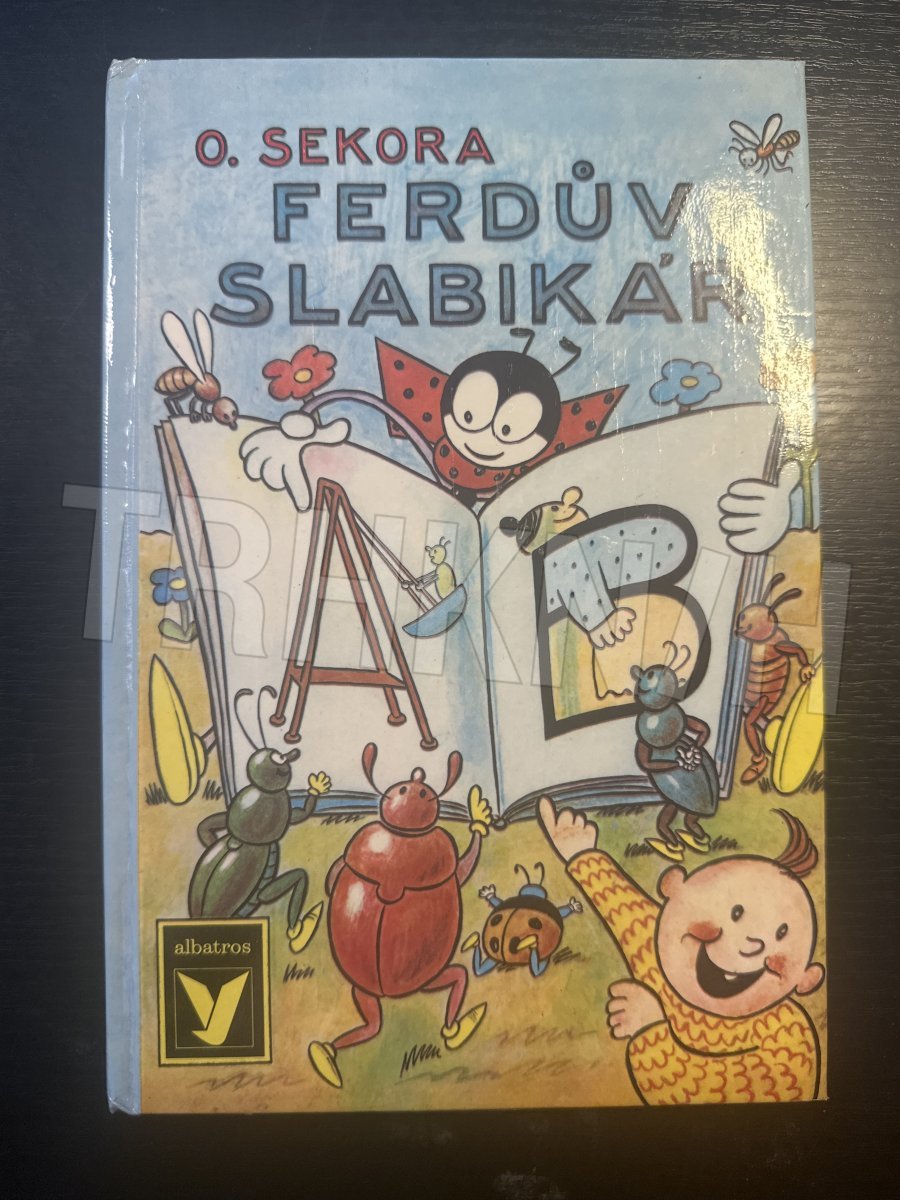 O. SEKORA
FERDŮV
SLABIKÁŘ
A B
albatros